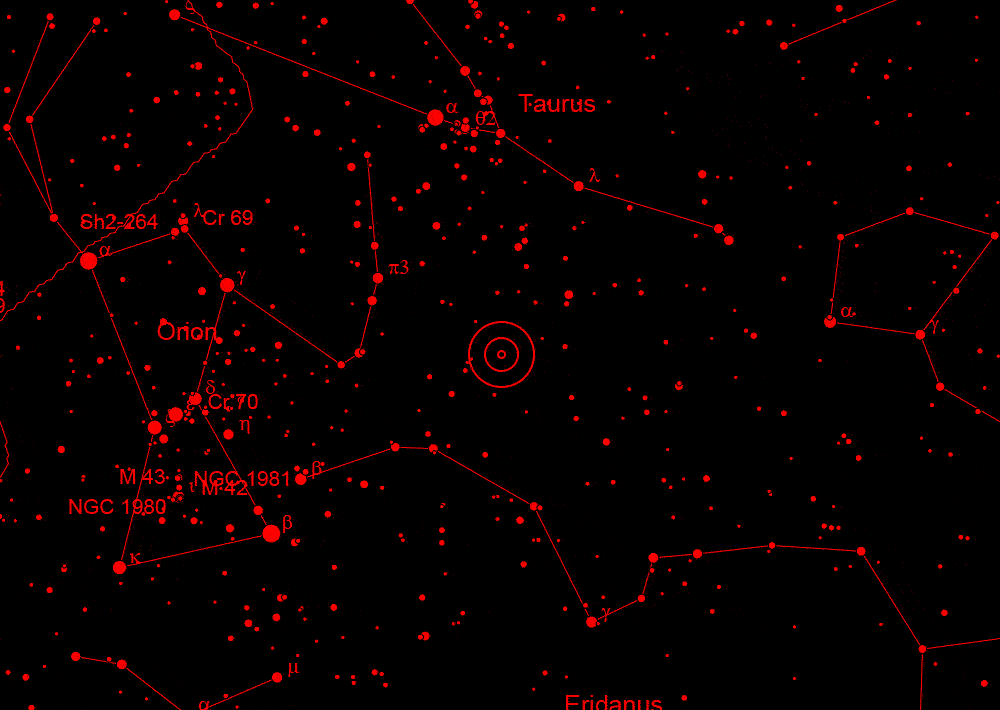 α
Taurus
θ2
λ
Sh2-264
λ
Cr 69
α
π3
γ
α
γ
Orion
δ
ε
Cr 70
ζ
η
β
M 43
NGC 1981
ι
M 42
NGC 1980
β
κ
γ
μ
α
Eridanus